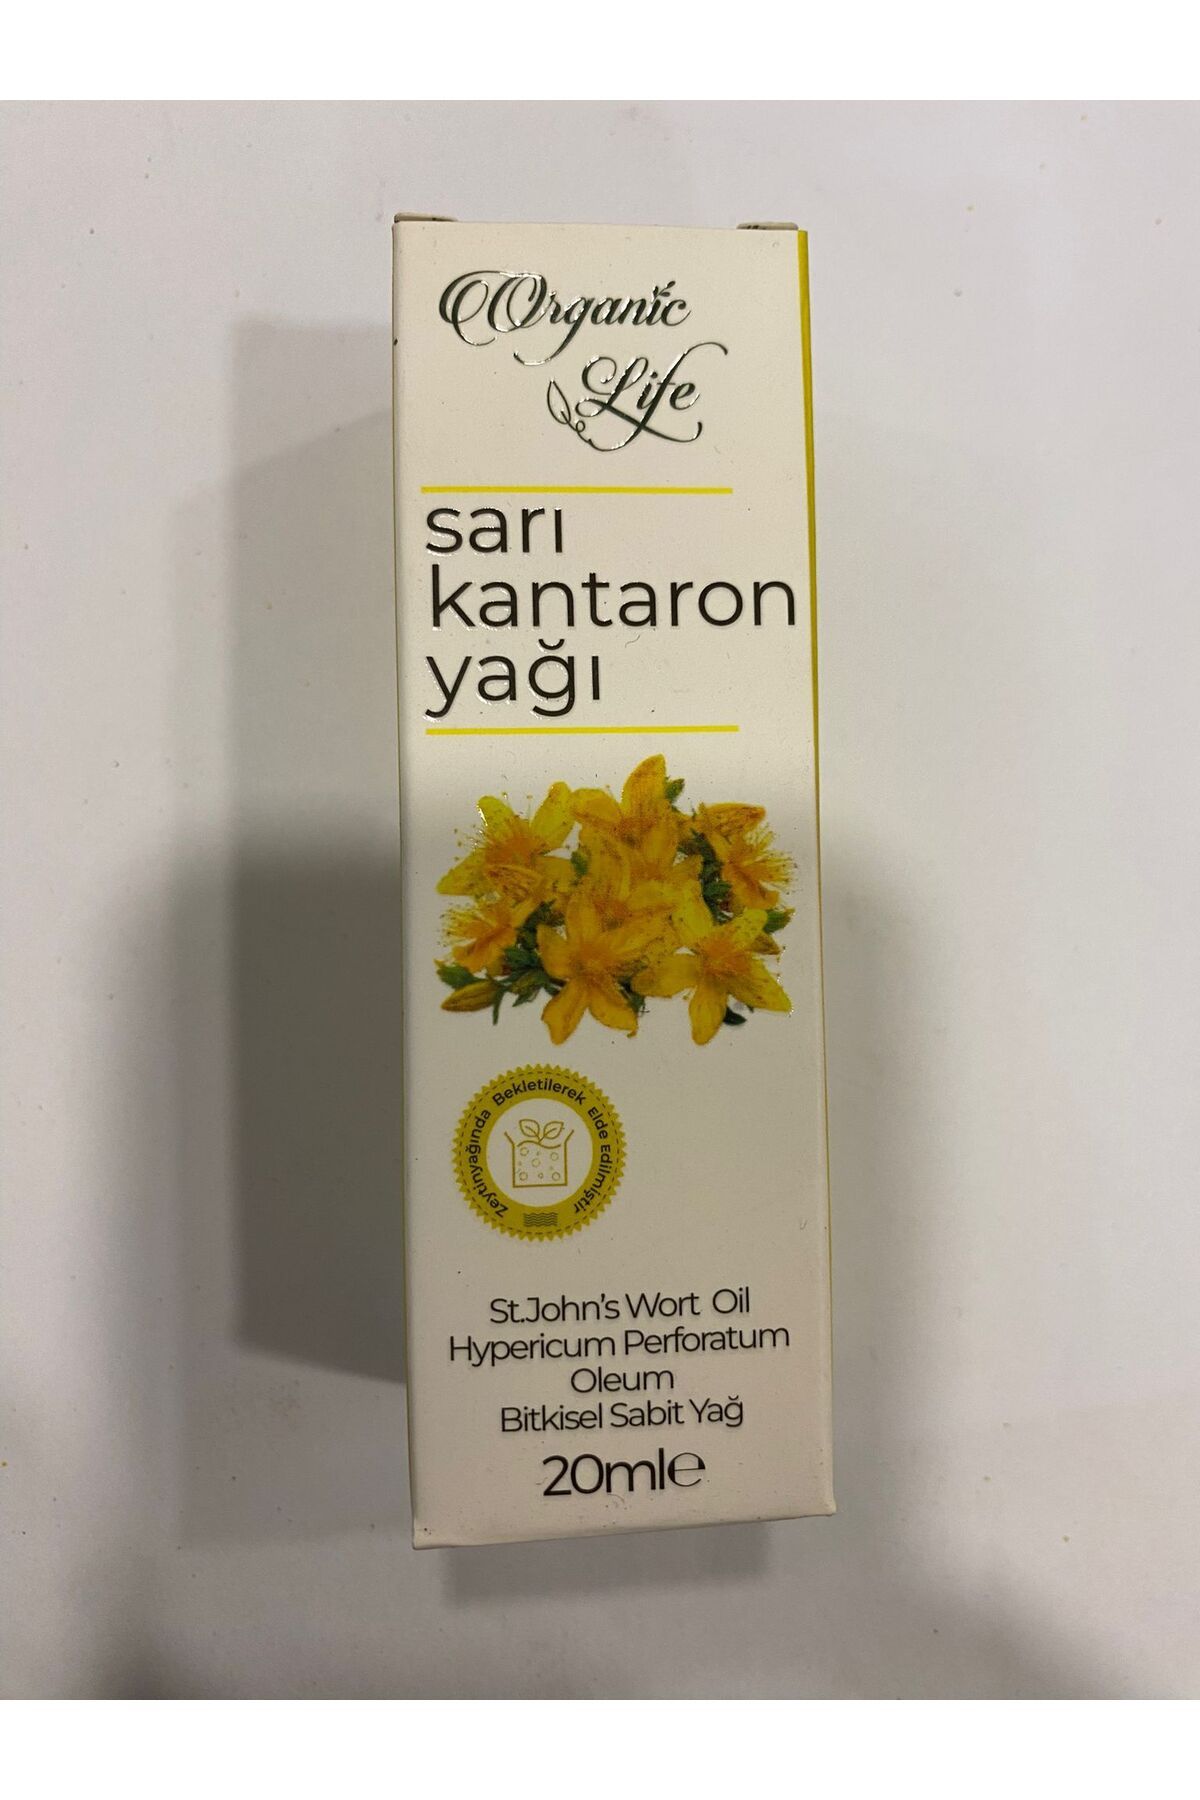 Organic
Life
sarı
kantaron
yağı
Zeytinyağında Bekletilerek Elde Edilmiştir
St.John's Wort Oil
Hypericum Perforatum
Oleum
Bitkisel Sabit Yağ
20ml℮